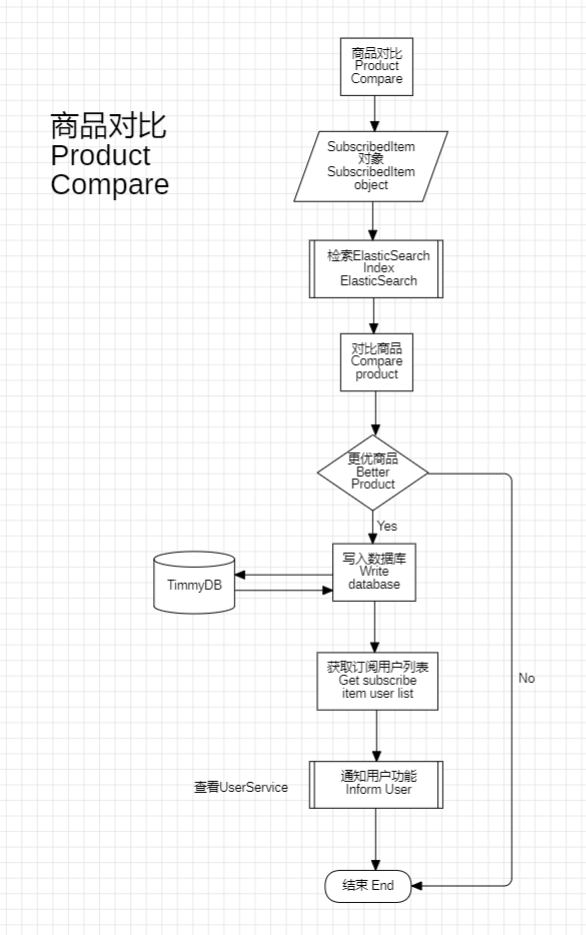 商品对比
Product
Compare
商品对比
Product
Compare
SubscribedItem
对象
SubscribedItem
object
检索ElasticSearch
Index
ElasticSearch
对比商品
Compare
product
更优商品
Better
Product
Yes
写入数据库
Write
database
TimmyDB
获取订阅用户列表
Get subscribe
item user list
No
通知用户功能
Inform User
查看UserService
结束 End